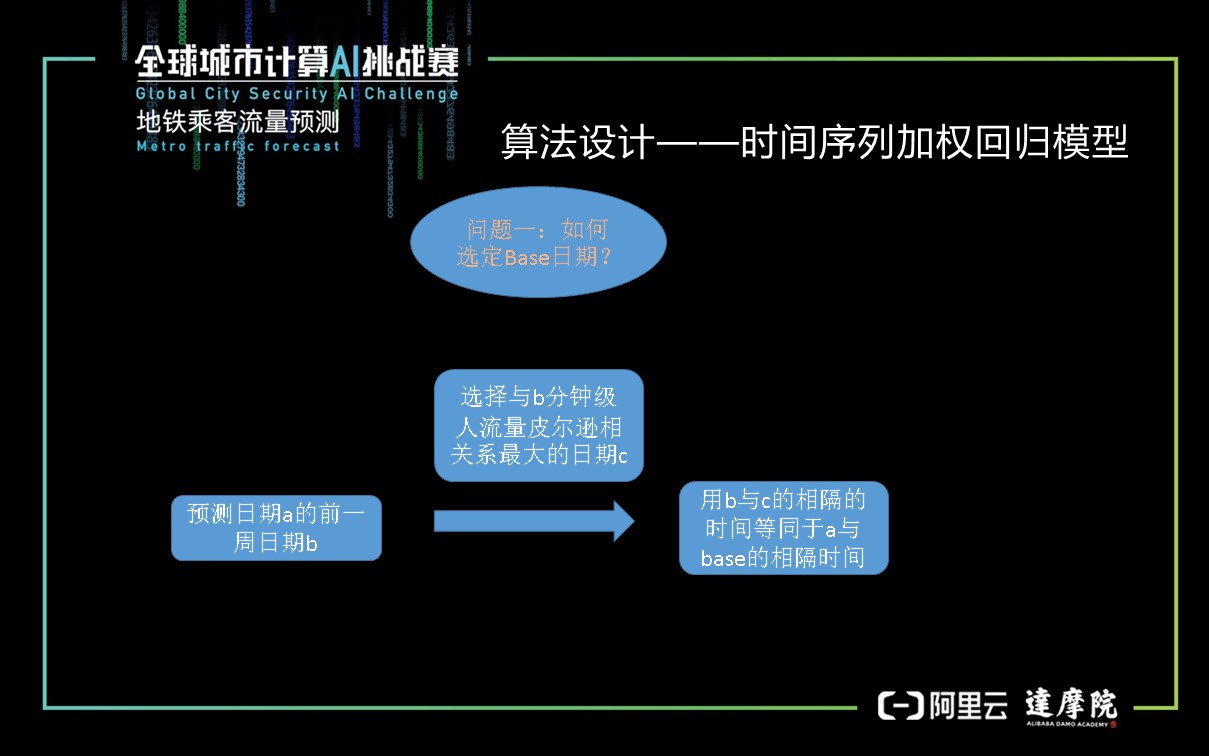 全球城市计算AI挑战赛
Global City Security AI Challenge
地铁乘客流量预测
Metro traffic forecast
算法设计——时间序列加权回归模型
问题一：如何
选定Base日期？
选择与b分钟级
人流量皮尔逊相
关系最大的日期c
预测日期a的前一
周日期b
用b与c的相隔的
时间等同于a与
base的相隔时间
阿里云
達摩院
ALIBABA DAMO ACADEMY